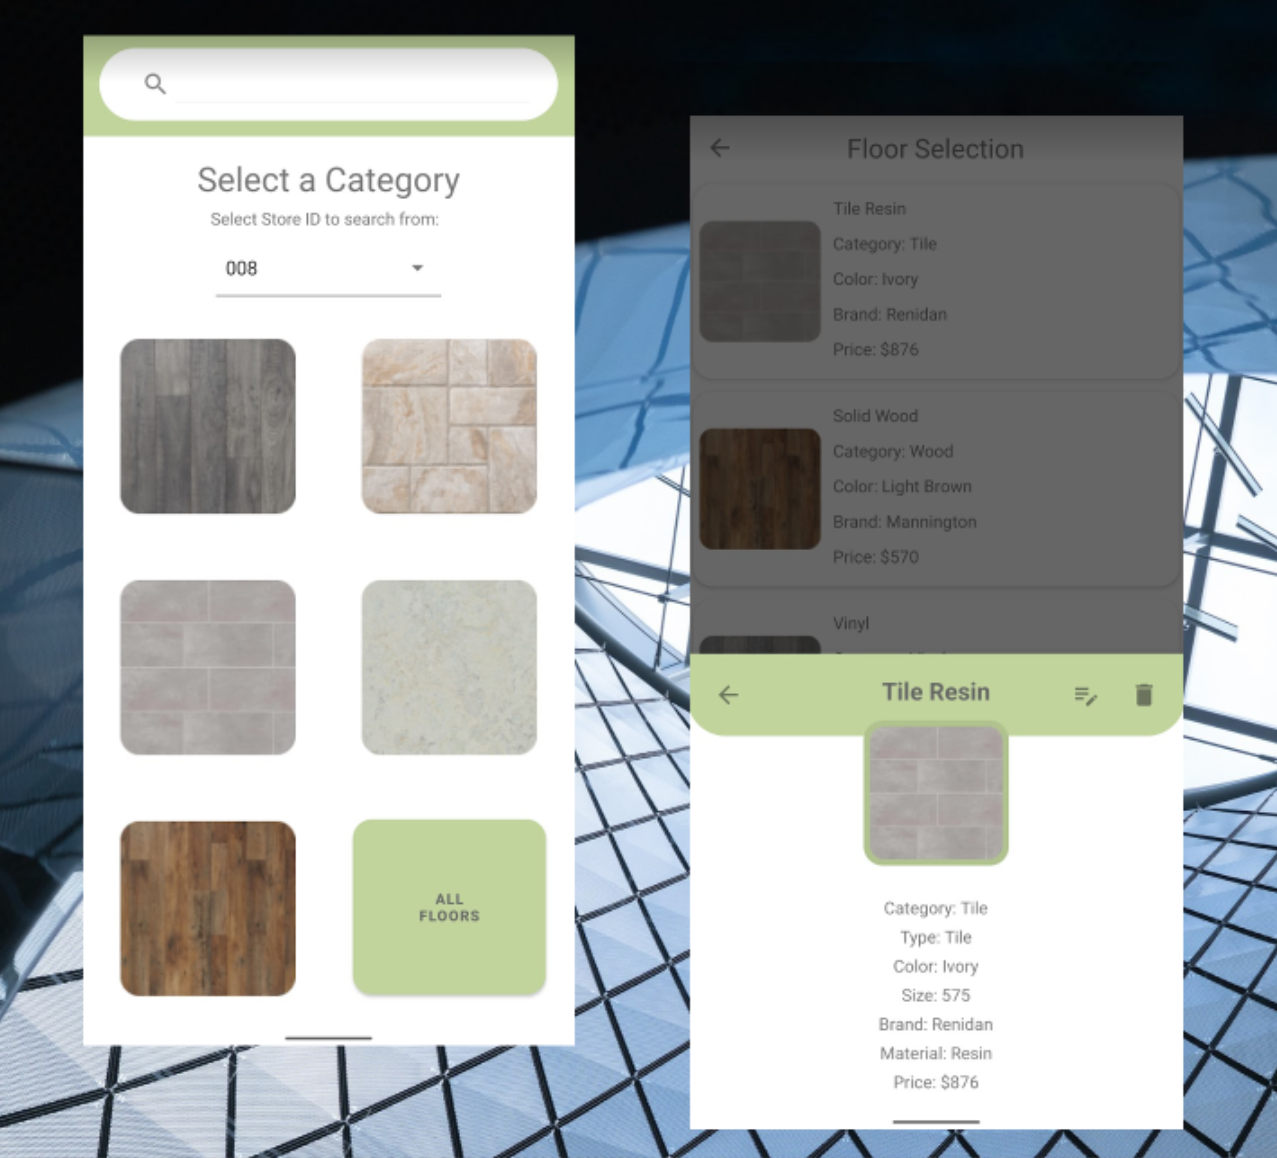 Select a Category
Select Store ID to search from:
008
ALL
FLOORS
Floor Selection
Tile Resin
Category: Tile
Color: Ivory
Brand: Renidan
Price: $876
Solid Wood
Category: Wood
Color: Light Brown
Brand: Mannington
Price: $570
Vinyl
Tile Resin
Category: Tile
Type: Tile
Color: Ivory
Size: 575
Brand: Renidan
Material: Resin
Price: $876